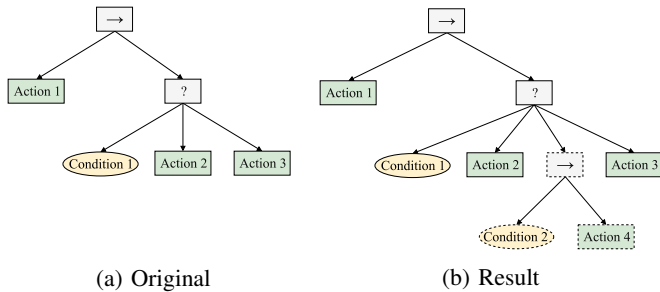 →
Action 1
?
Condition 1
Action 2
Action 3
(a) Original
→
Action 1
?
Condition 1
Action 2
→
Action 3
Condition 2
Action 4
(b) Result